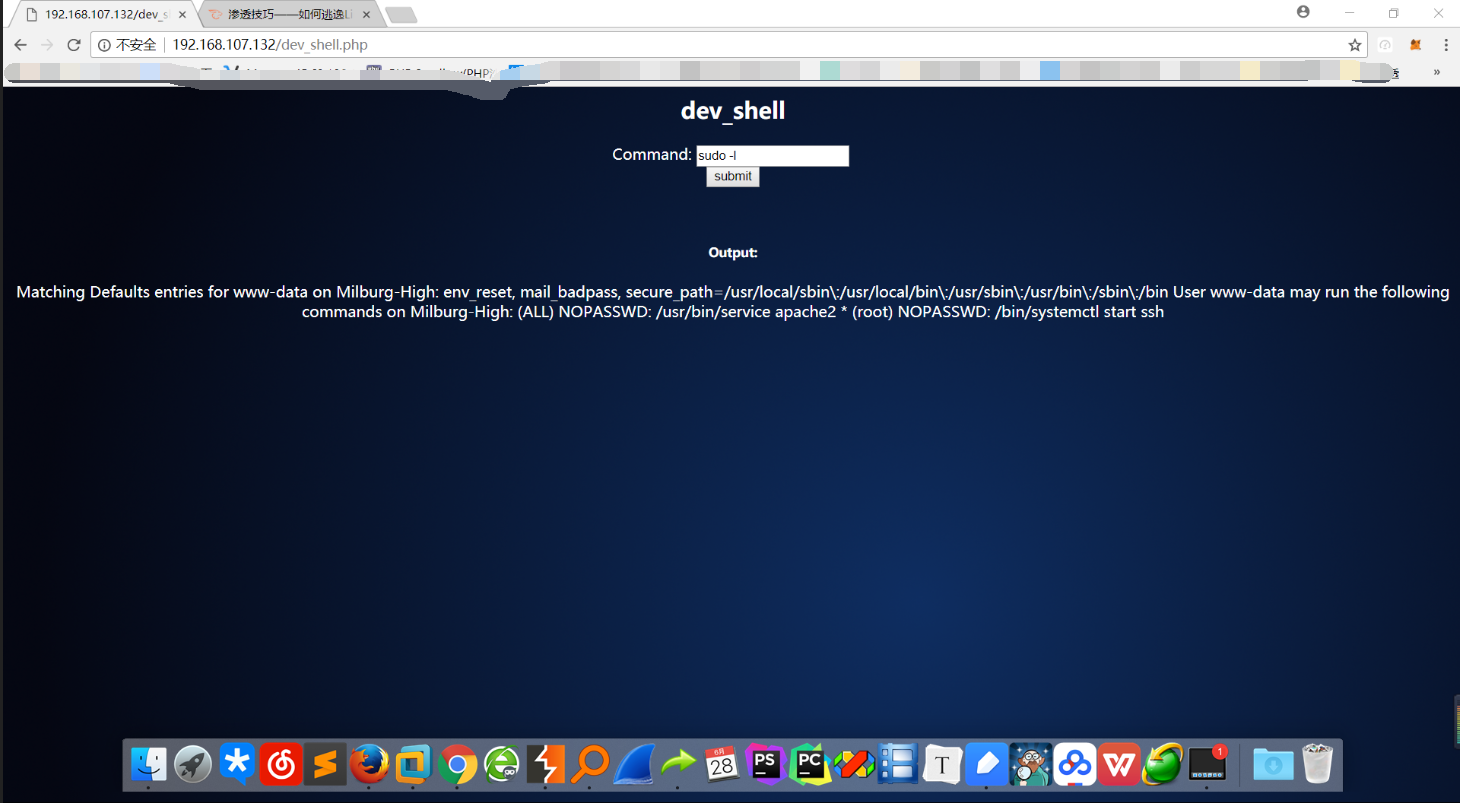 192.168.107.132/dev_s
渗透技巧——如何逃逸Li
不安全 192.168.107.132/dev_shell.php
»
dev_shell
Command: sudo -l
submit
Output:
Matching Defaults entries for www-data on Milburg-High: env_reset, mail_badpass, secure_path=/usr/local/sbin\:/usr/local/bin\:/usr/sbin\:/usr/bin\:/sbin\:/bin User www-data may run the following
commands on Milburg-High: (ALL) NOPASSWD: /usr/bin/service apache2 * (root) NOPASSWD: /bin/systemctl start ssh
28
PS
PC
T
W
1